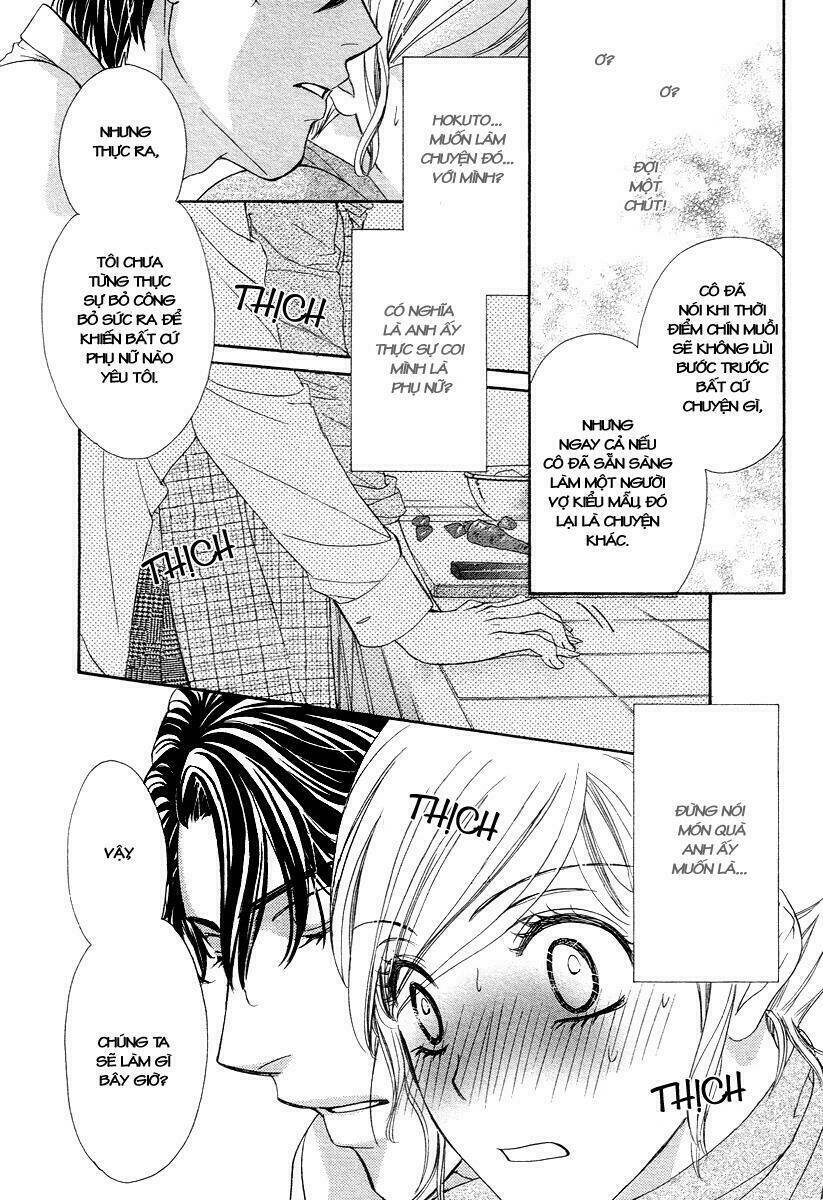 Ơ?
Ơ?
ĐỢI
MỘT
CHÚT!
CÔ ĐÃ
NÓI KHI THỜI
ĐIỂM CHÍN MUỒI
SẼ KHÔNG LÙI
BƯỚC TRƯỚC
BẤT CỨ
CHUYỆN GÌ,
NHƯNG
NGAY CẢ NẾU
CÔ ĐÃ SẴN SÀNG
LÀM MỘT NGƯỜI
VỢ KIỂU MẪU, ĐÓ
LẠI LÀ CHUYỆN
KHÁC.
HOKUTO...
MUỐN LÀM
CHUYỆN ĐÓ...
VỚI MÌNH?
CÓ NGHĨA
LÀ ANH ẤY
THỰC SỰ COI
MÌNH LÀ
PHỤ NỮ?
NHƯNG
THỰC RA,
TÔI CHƯA
TỪNG THỰC
SỰ BỎ CÔNG
BỎ SỨC RA ĐỂ
KHIẾN BẤT CỨ
PHỤ NỮ NÀO
YÊU TÔI.
THỊCH
THỊCH
ĐỪNG NÓI
MÓN QUÀ
ANH ẤY
MUỐN LÀ...
THỊCH
VẬY,
CHÚNG TA
SẼ LÀM GÌ
BÂY GIỜ?
THỊCH